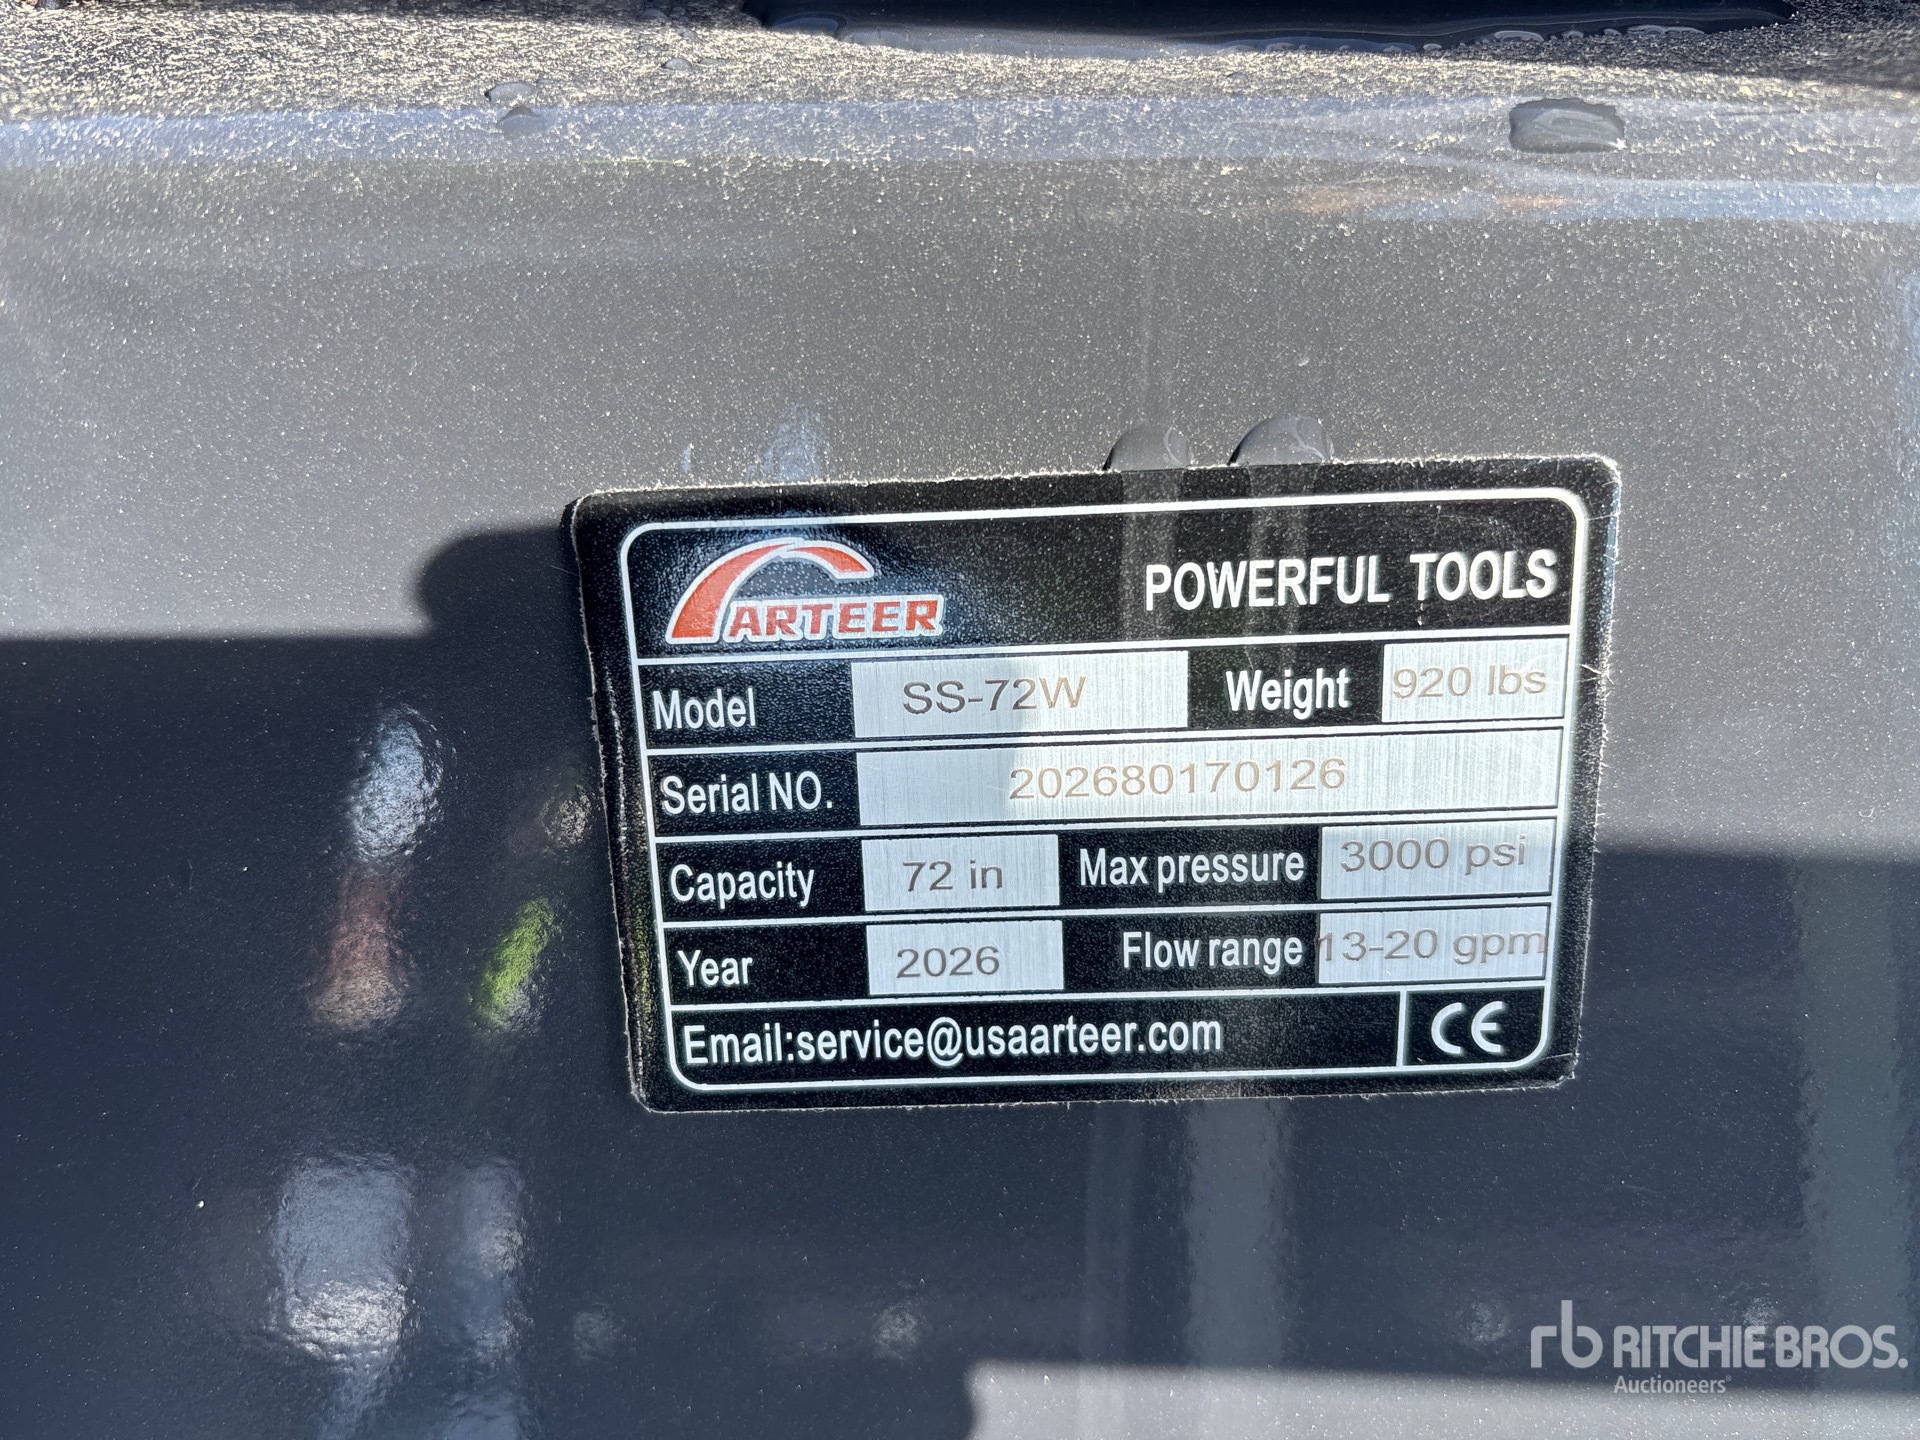 ARTEER
POWERFUL TOOLS
Model SS-72W Weight 920 lbs
Serial NO. 202680170126
Capacity 72 in Max pressure 3000 psi
Year 2026 Flow range 13-20 gpm
Email:service@usaarteer.com CE
rb RITCHIE BROS.
Auctioneers